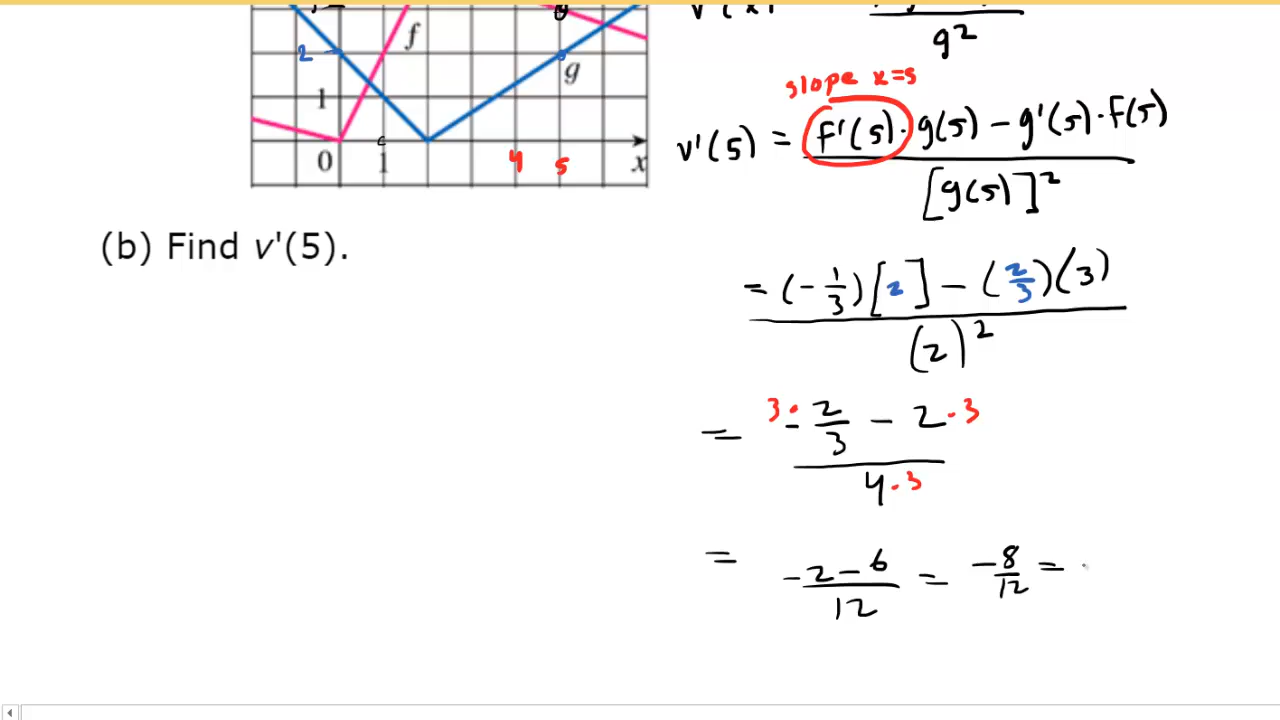 v'(x)
g²
f
2
g
1
0 1 4 5 x
slope x=5
v'(5) = f'(5)·g(5) − g'(5)·f(5)
[g(5)]²
(b) Find v'(5).
= (−1/3)[2] − (2/3)(3)
(2)²
= 3· −2/3 − 2·3
4·3
= −2−6 / 12 = −8/12 =